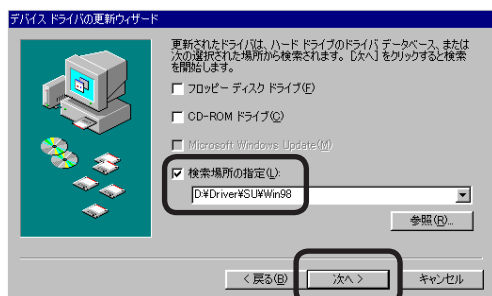 デバイス ドライバの更新ウィザード
更新されたドライバは、ハード ドライブのドライバ データベース、または
次の選択された場所から検索されます。[次へ] をクリックすると検索
を開始します。
フロッピー ディスク ドライブ(F)
CD-ROM ドライブ(C)
Microsoft Windows Update(M)
検索場所の指定(L):
D:¥Driver¥SU¥Win98
参照(R)...
< 戻る(B)
次へ >
キャンセル